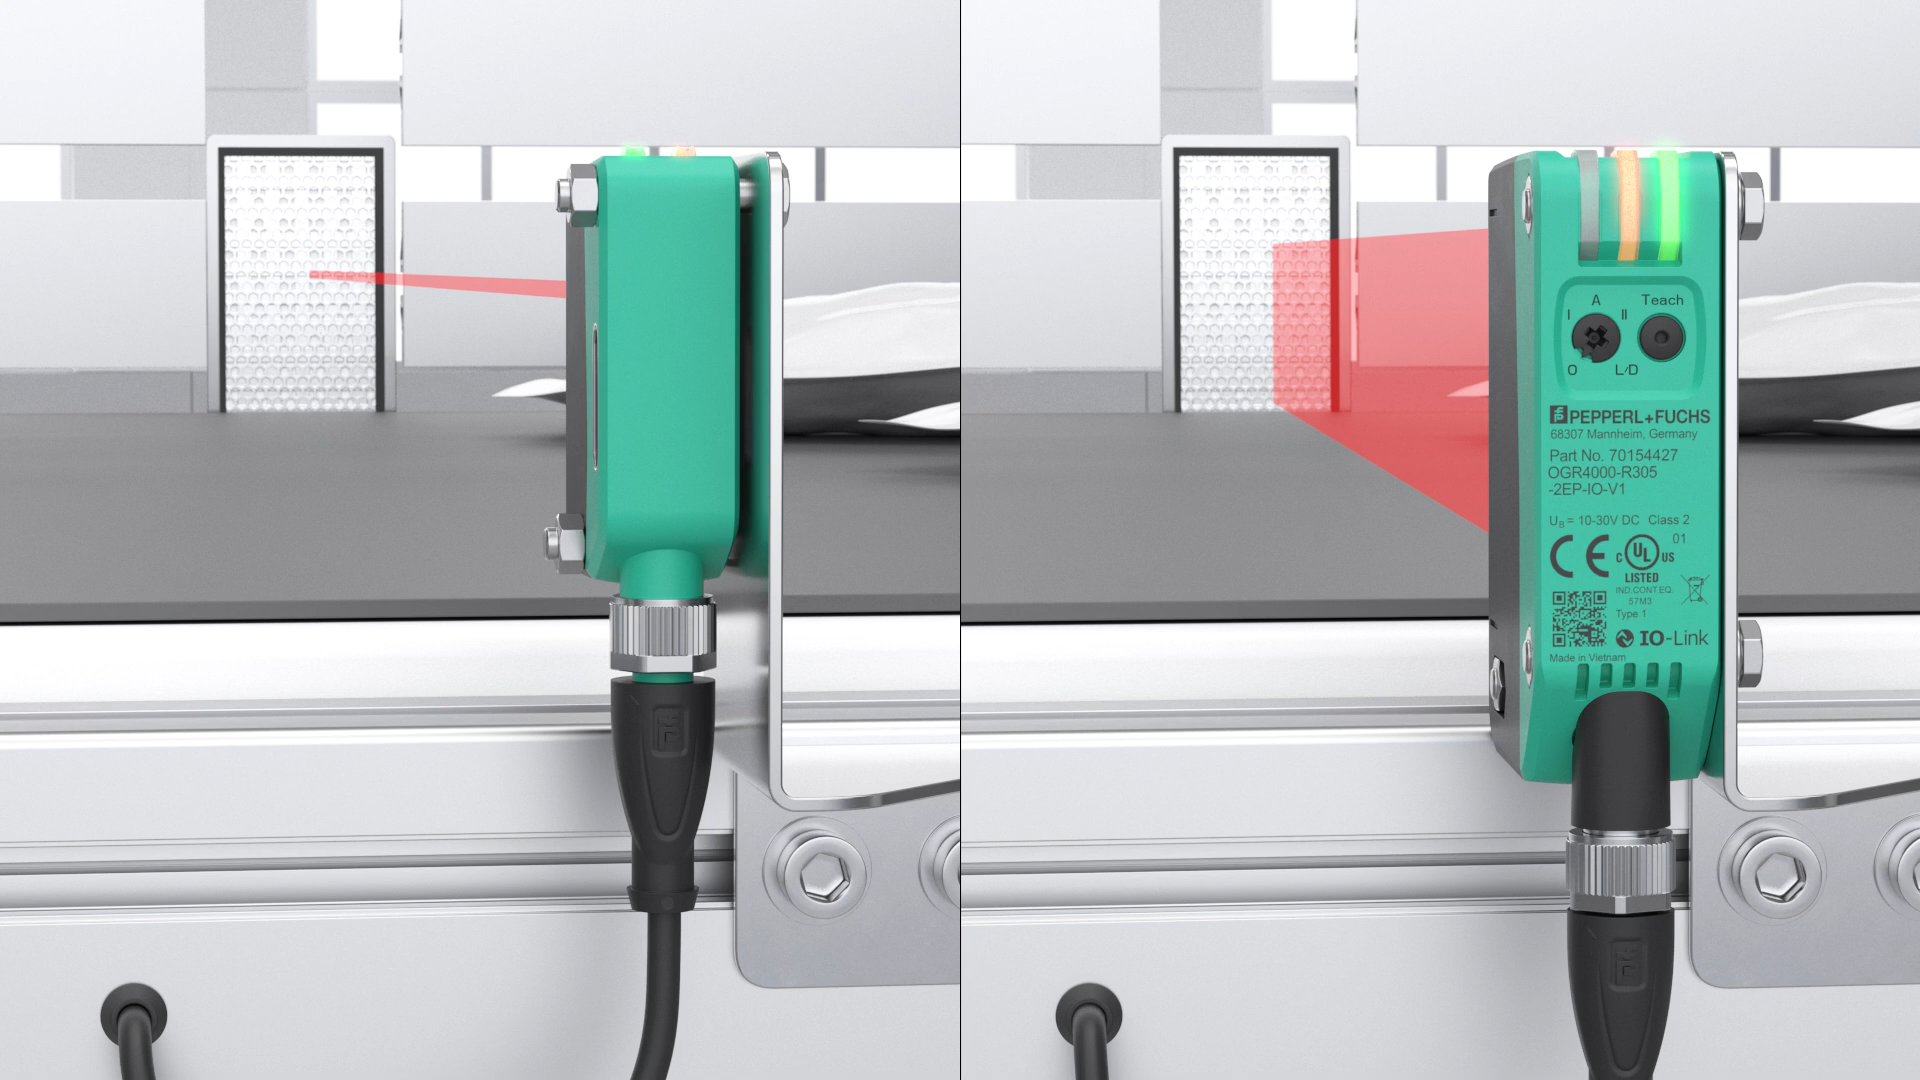 A Teach
I II
O L/D
PEPPERL+FUCHS
68307 Mannheim, Germany
Part No. 70154427
OGR4000-R305
-2EP-IO-V1
UB = 10-30V DC Class 2
01
CE C UL US
LISTED
IND.CONT.EQ.
57M3
Type 1
IO-Link
Made in Vietnam